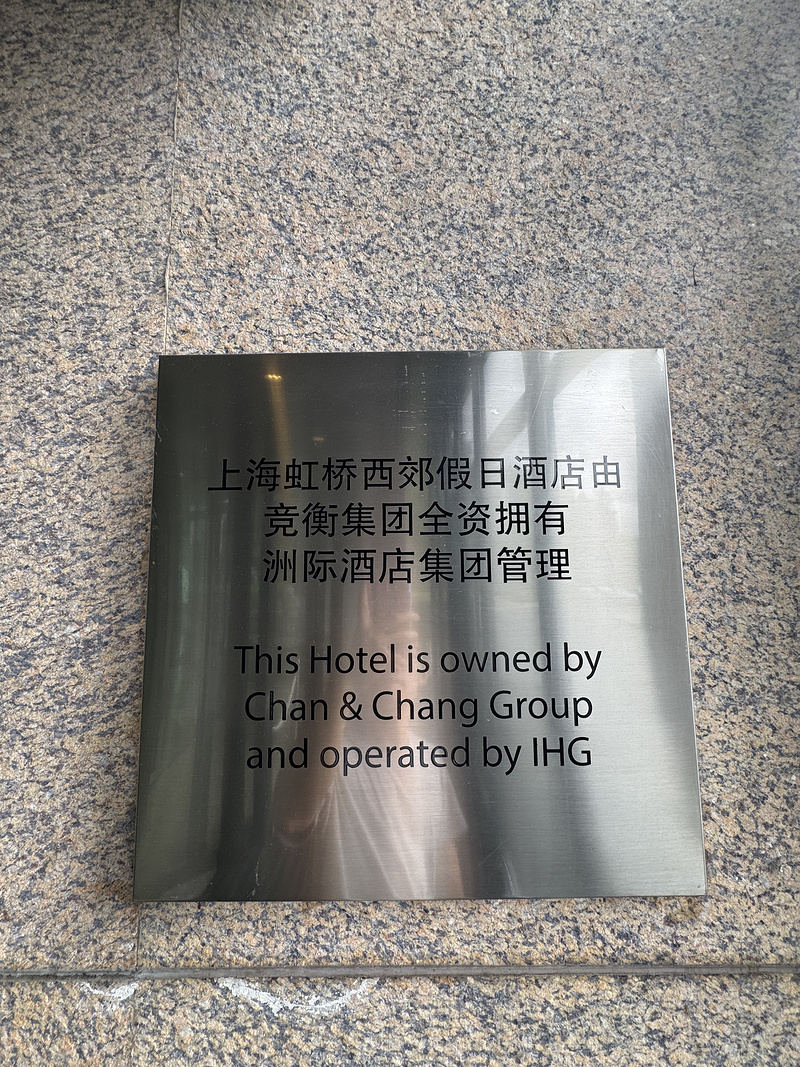 上海虹桥西郊假日酒店由
竞衡集团全资拥有
洲际酒店集团管理
This Hotel is owned by
Chan & Chang Group
and operated by IHG